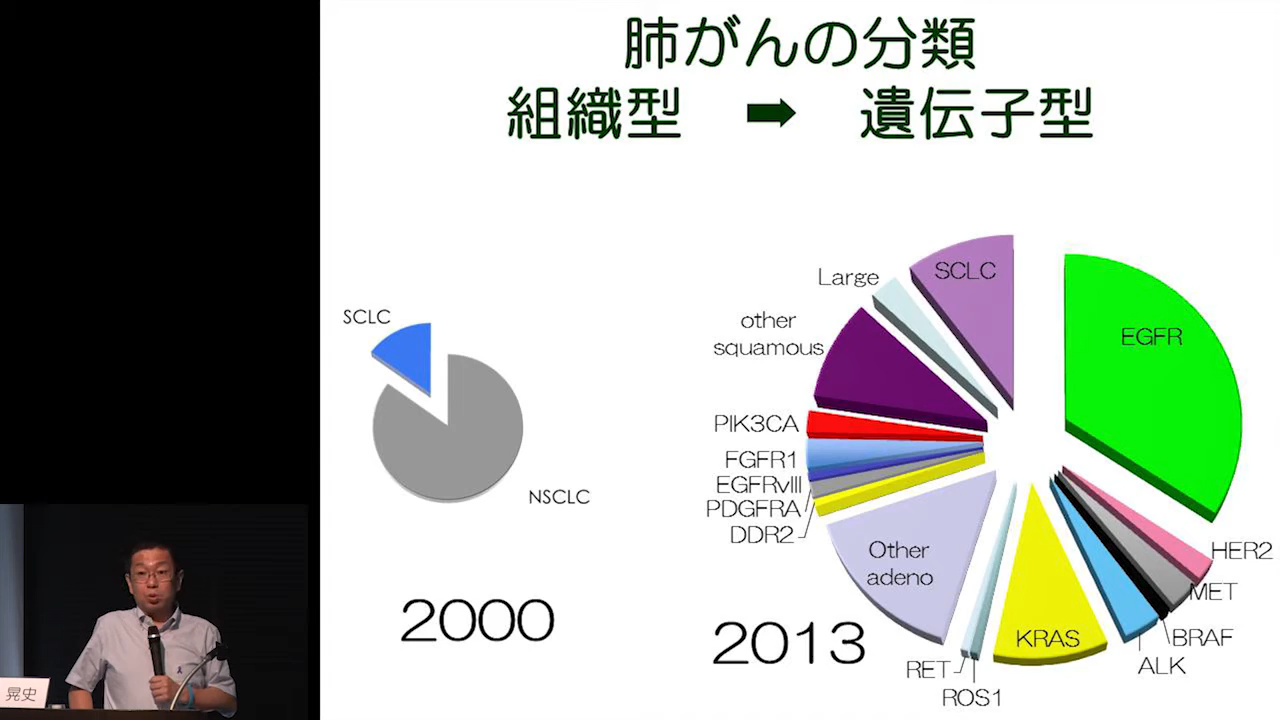 肺がんの分類
組織型 ➡ 遺伝子型
SCLC
NSCLC
2000
SCLC
Large
other
squamous
PIK3CA
FGFR1
EGFRvIII
PDGFRA
DDR2
Other
adeno
RET
ROS1
KRAS
ALK
BRAF
MET
HER2
EGFR
2013
晃史